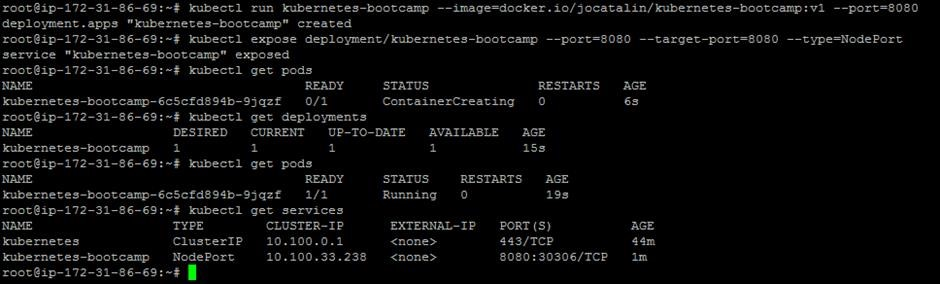 root@ip-172-31-86-69:~# kubectl run kubernetes-bootcamp --image=docker.io/jocatalin/kubernetes-bootcamp:v1 --port=8080
deployment.apps "kubernetes-bootcamp" created
root@ip-172-31-86-69:~# kubectl expose deployment/kubernetes-bootcamp --port=8080 --target-port=8080 --type=NodePort
service "kubernetes-bootcamp" exposed
root@ip-172-31-86-69:~# kubectl get pods
NAME READY STATUS RESTARTS AGE
kubernetes-bootcamp-6c5cfd894b-9jqzf 0/1 ContainerCreating 0 6s
root@ip-172-31-86-69:~# kubectl get deployments
NAME DESIRED CURRENT UP-TO-DATE AVAILABLE AGE
kubernetes-bootcamp 1 1 1 1 15s
root@ip-172-31-86-69:~# kubectl get pods
NAME READY STATUS RESTARTS AGE
kubernetes-bootcamp-6c5cfd894b-9jqzf 1/1 Running 0 19s
root@ip-172-31-86-69:~# kubectl get services
NAME TYPE CLUSTER-IP EXTERNAL-IP PORT(S) AGE
kubernetes ClusterIP 10.100.0.1 <none> 443/TCP 44m
kubernetes-bootcamp NodePort 10.100.33.238 <none> 8080:30306/TCP 1m
root@ip-172-31-86-69:~#